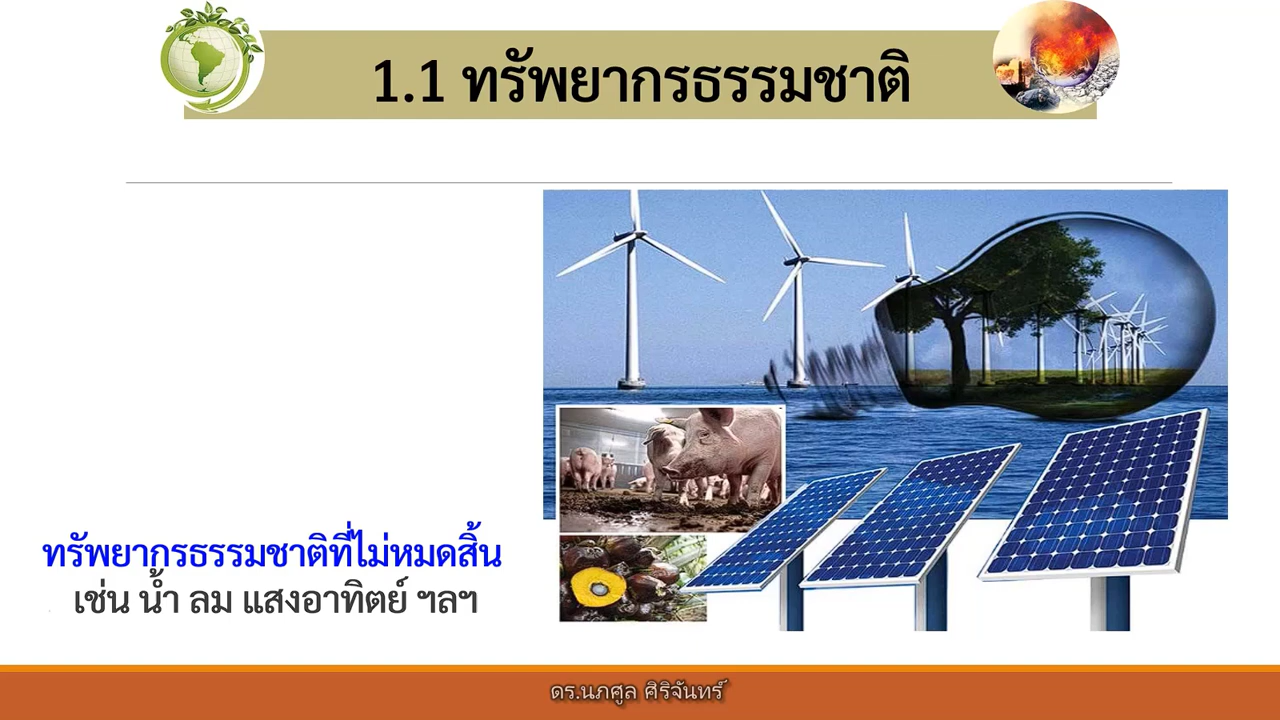 1.1 ทรัพยากรธรรมชาติ
ทรัพยากรธรรมชาติที่ไม่หมดสิ้น
เช่น น้ำ ลม แสงอาทิตย์ ฯลฯ
ดร.นภศูล ศิริจันทร์